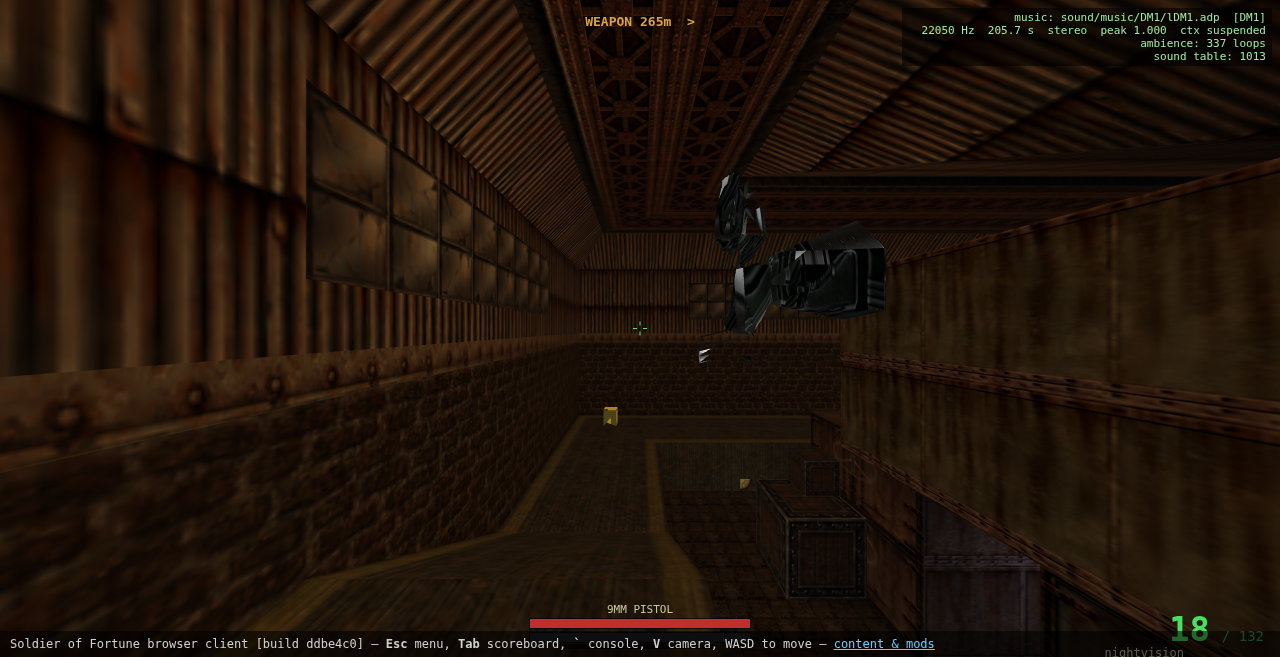 WEAPON 265m >
music: sound/music/DM1/lDM1.adp [DM1]
22050 Hz 205.7 s stereo peak 1.000 ctx suspended
ambience: 337 loops
sound table: 1013
9MM PISTOL
18 / 132
Soldier of Fortune browser client [build ddbe4c0] — Esc menu, Tab scoreboard, ` console, V camera, WASD to move — content & mods
nightvision